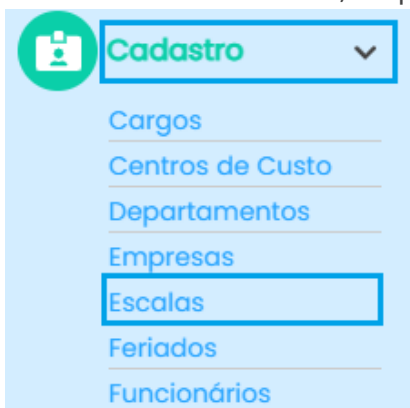 Cadastro
Cargos
Centros de Custo
Departamentos
Empresas
Escalas
Feriados
Funcionários